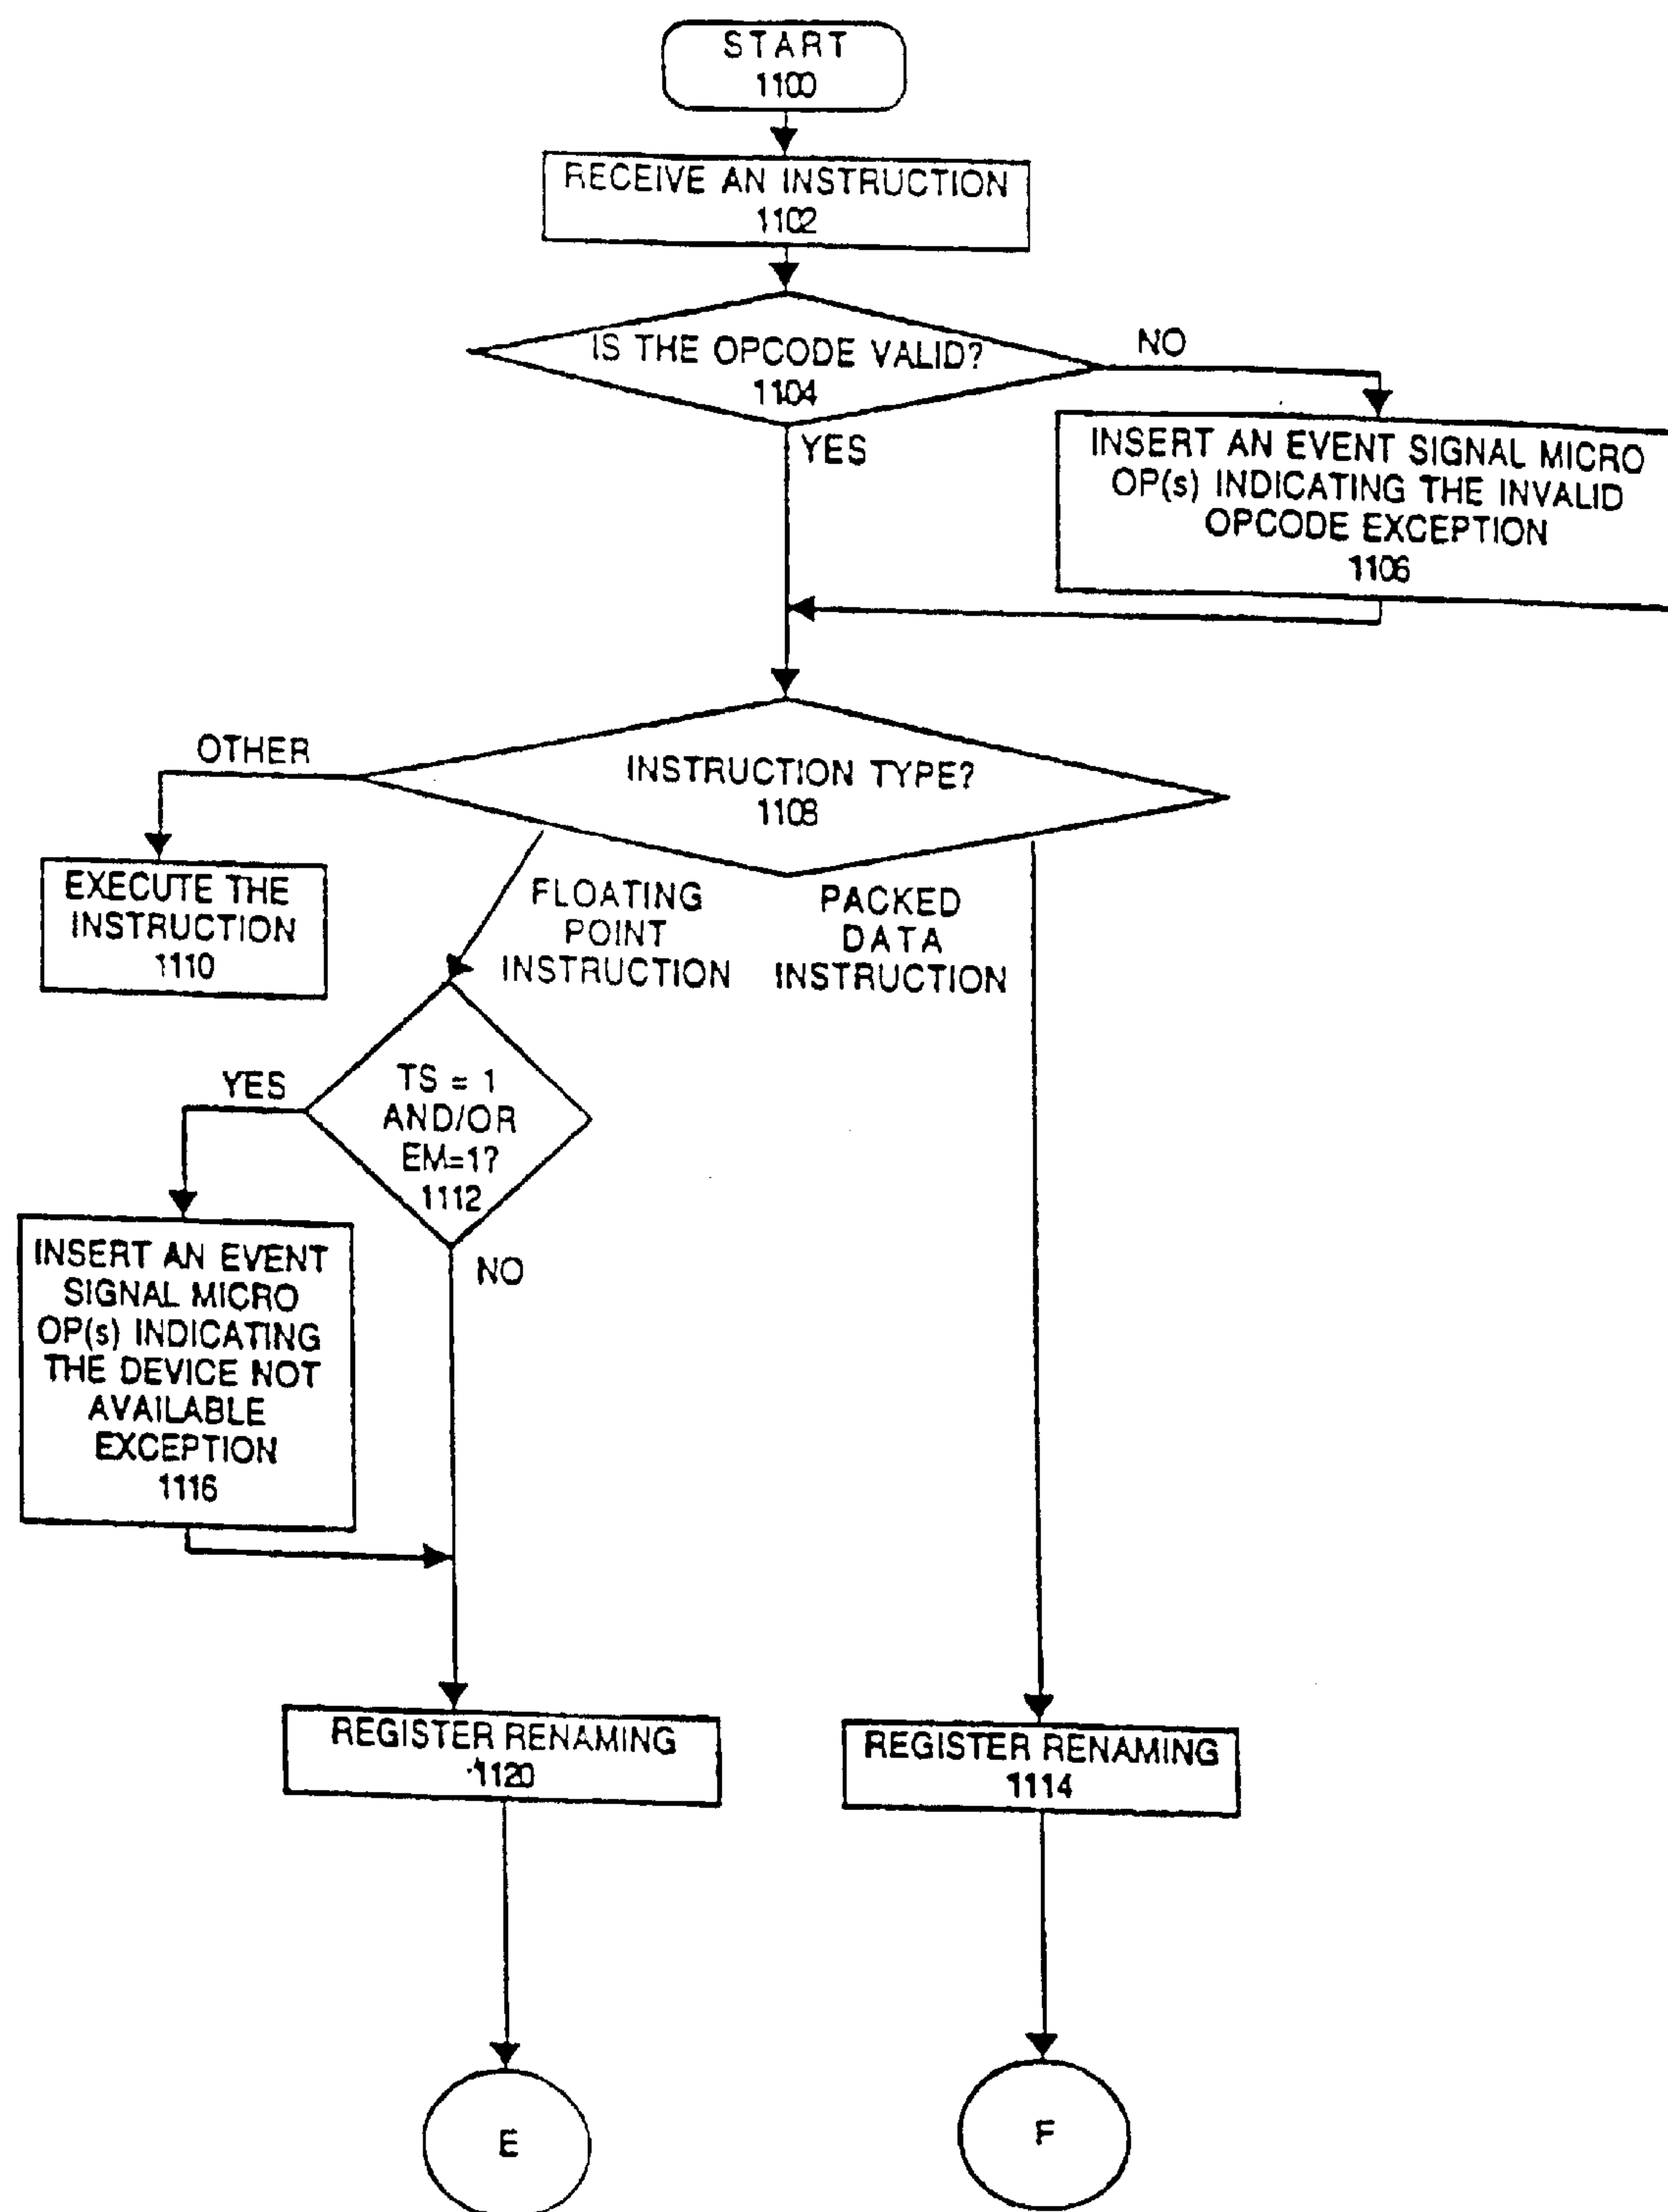 START
1100
RECEIVE AN INSTRUCTION
1102
IS THE OPCODE VALID?
1104
NO
YES
INSERT AN EVENT SIGNAL MICRO
OP(s) INDICATING THE INVALID
OPCODE EXCEPTION
1106
OTHER
INSTRUCTION TYPE?
1108
EXECUTE THE
INSTRUCTION
1110
FLOATING
POINT
INSTRUCTION
PACKED
DATA
INSTRUCTION
YES
TS = 1
AND/OR
EM=1?
1112
NO
INSERT AN EVENT
SIGNAL MICRO
OP(s) INDICATING
THE DEVICE NOT
AVAILABLE
EXCEPTION
1116
REGISTER RENAMING
1120
REGISTER RENAMING
1114
E
F